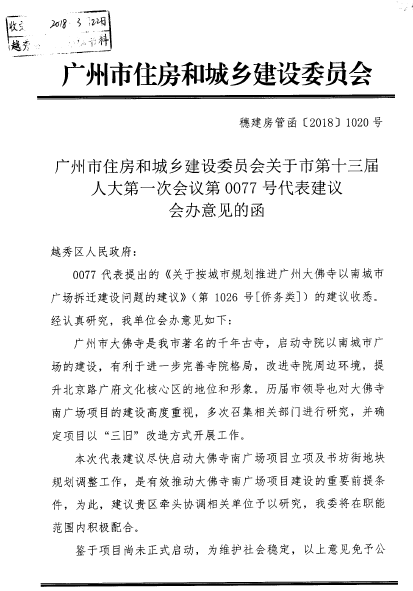 收文
2018 3 22日
越秀区
料
广州市住房和城乡建设委员会
穗建房管函〔2018〕1020号
广州市住房和城乡建设委员会关于市第十三届
人大第一次会议第0077号代表建议
会办意见的函
越秀区人民政府：
0077代表提出的《关于按城市规划推进广州大佛寺以南城市
广场拆迁建设问题的建议》（第1026号[侨务类]）的建议收悉。
经认真研究，我单位会办意见如下：
广州市大佛寺是我市著名的千年古寺，启动寺院以南城市广
场的建设，有利于进一步完善寺院格局，改进寺院周边环境，提
升北京路广府文化核心区的地位和形象。历届市领导也对大佛寺
南广场项目的建设高度重视，多次召集相关部门进行研究，并确
定项目以“三旧”改造方式开展工作。
本次代表建议尽快启动大佛寺南广场项目立项及书坊街地块
规划调整工作，是有效推动大佛寺南广场项目建设的重要前提条
件，为此，建议贵区牵头协调相关单位予以研究，我委将在职能
范围内积极配合。
鉴于项目尚未正式启动，为维护社会稳定，以上意见免予公